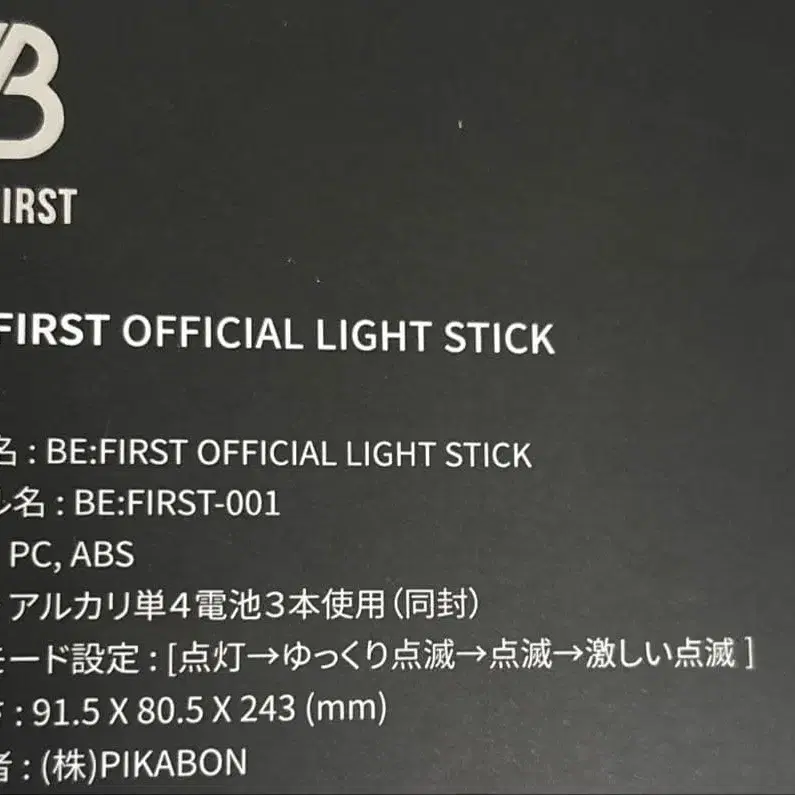 B
IRST
FIRST OFFICIAL LIGHT STICK
名 : BE:FIRST OFFICIAL LIGHT STICK
ル名 : BE:FIRST-001
PC, ABS
アルカリ単4電池3本使用(同封)
モード設定 : [点灯→ゆっくり点滅→点滅→激しい点滅 ]
: 91.5 X 80.5 X 243 (mm)
者 : (株)PIKABON